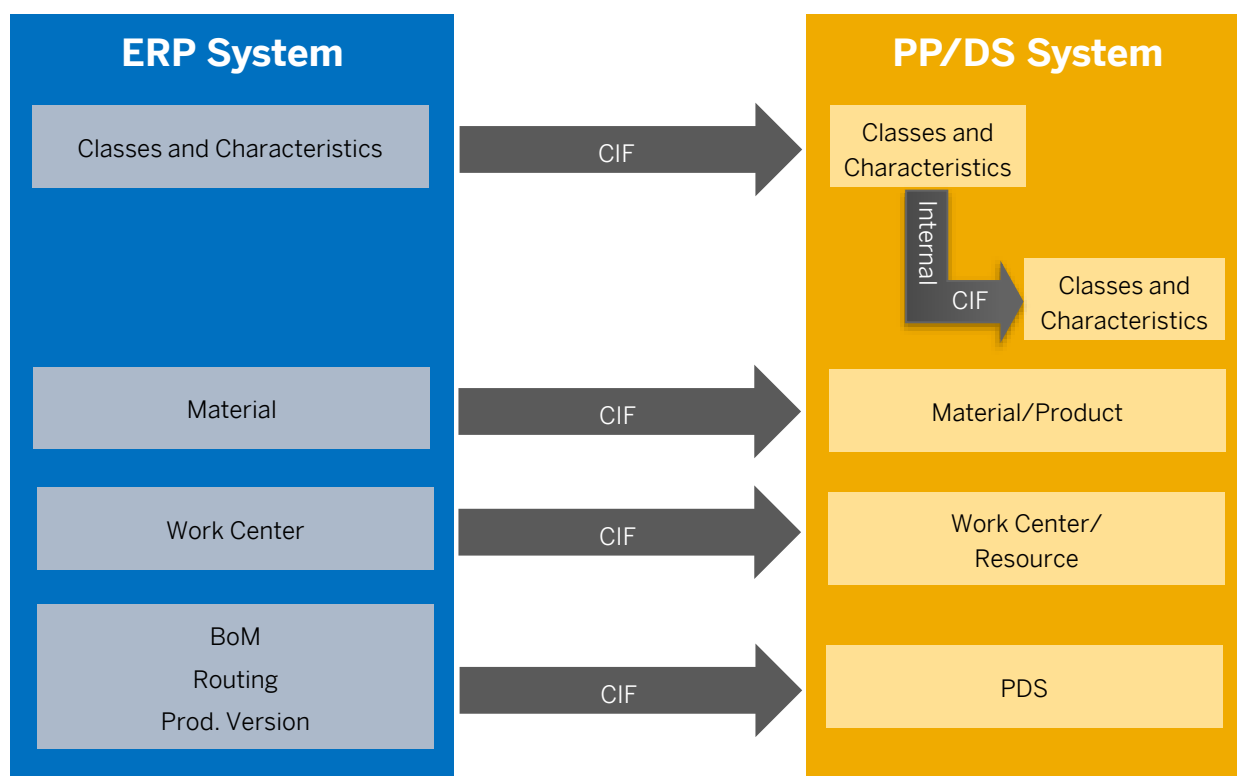 ERP System
PP/DS System
Classes and Characteristics
CIF
Classes and
Characteristics
Internal
CIF
Classes and
Characteristics
Material
CIF
Material/Product
Work Center
CIF
Work Center/
Resource
BoM
Routing
Prod. Version
CIF
PDS